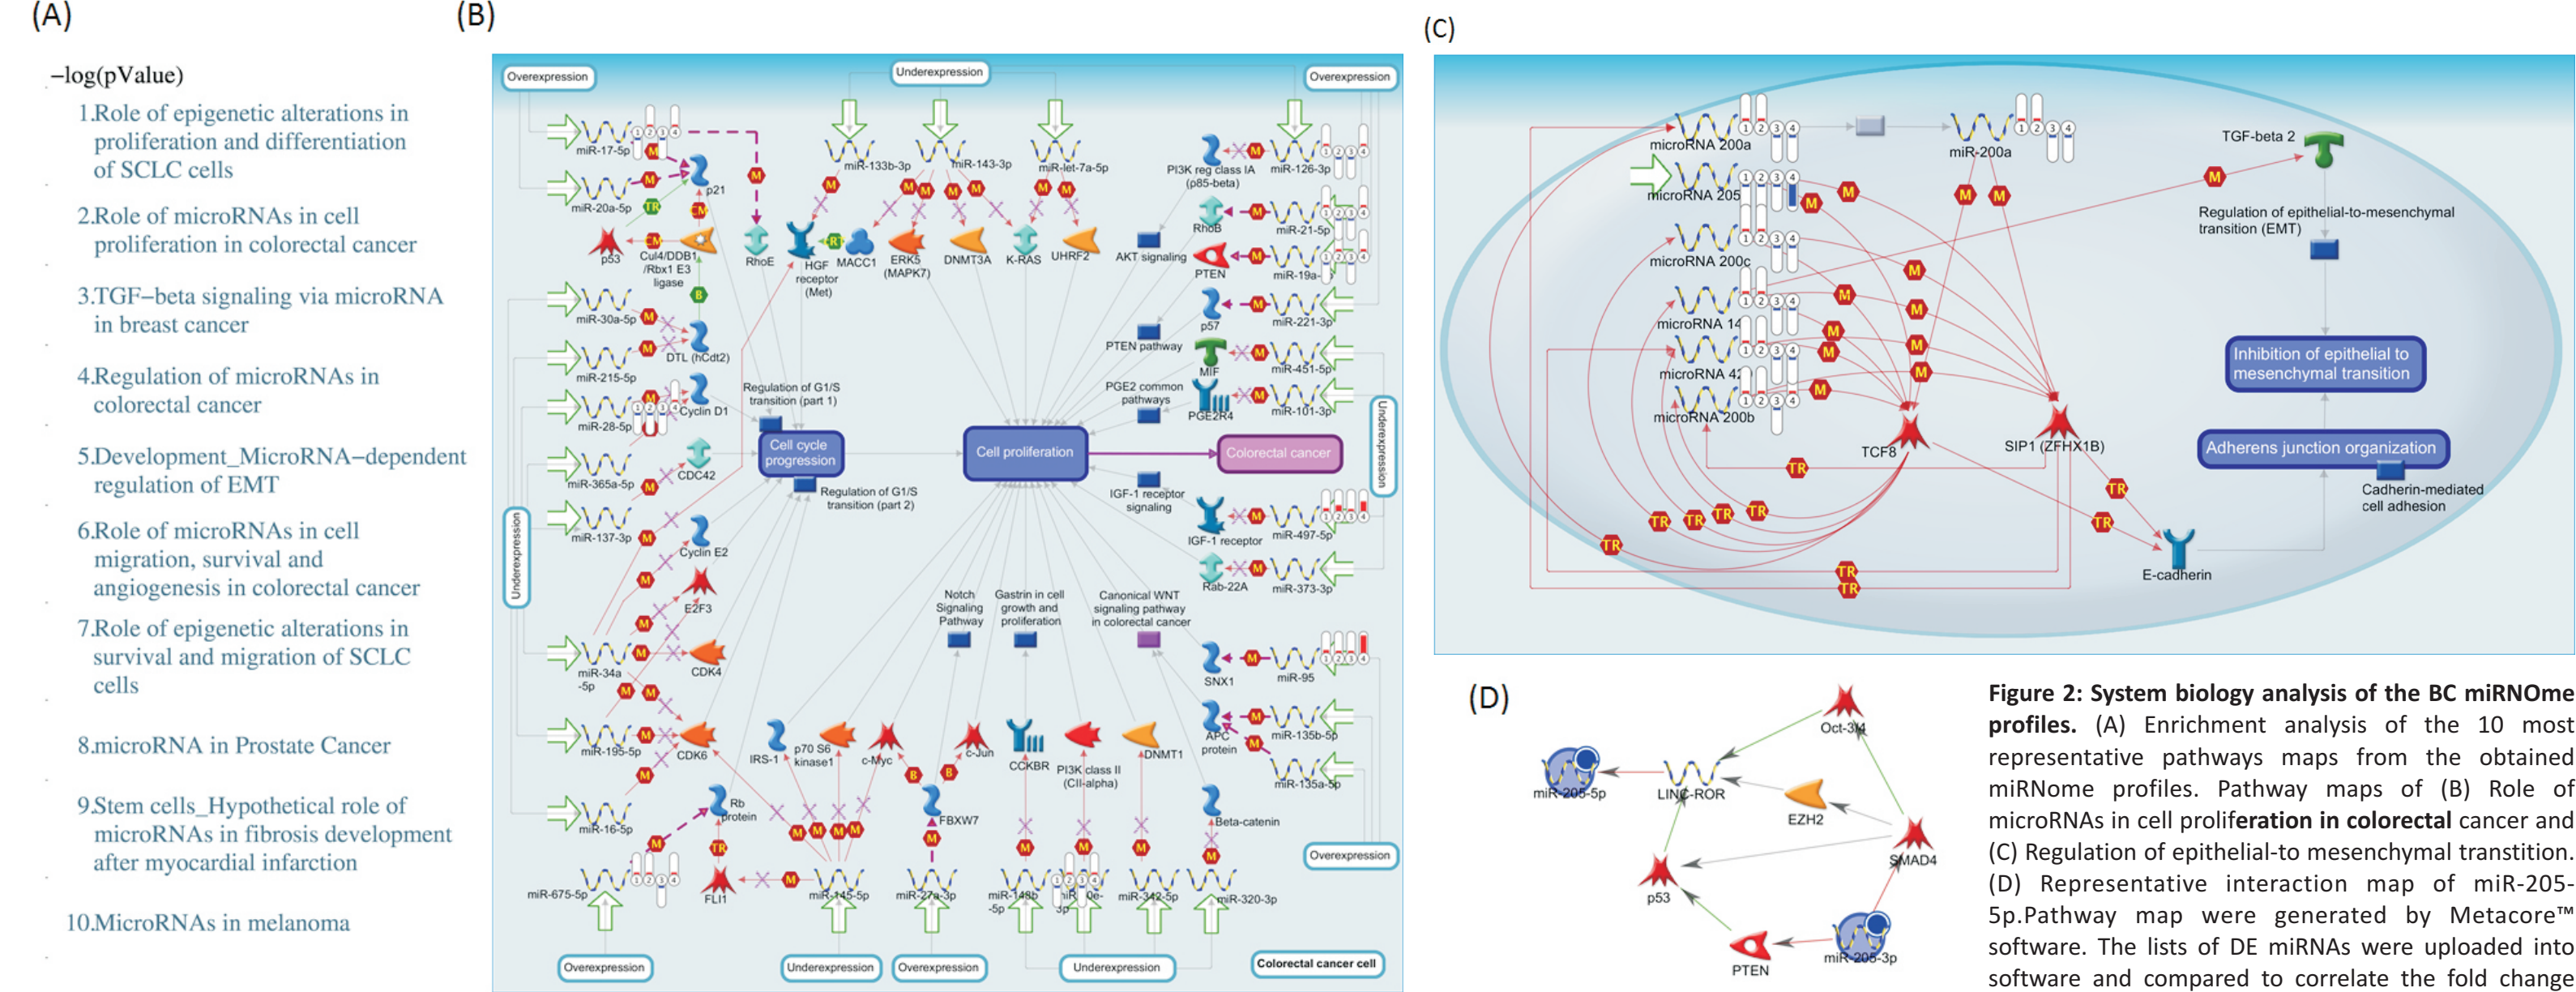 (A)
−log(pValue)
1.Role of epigenetic alterations in
proliferation and differentiation
of SCLC cells
2.Role of microRNAs in cell
proliferation in colorectal cancer
3.TGF−beta signaling via microRNA
in breast cancer
4.Regulation of microRNAs in
colorectal cancer
5.Development_MicroRNA−dependent
regulation of EMT
6.Role of microRNAs in cell
migration, survival and
angiogenesis in colorectal cancer
7.Role of epigenetic alterations in
survival and migration of SCLC
cells
8.microRNA in Prostate Cancer
9.Stem cells_Hypothetical role of
microRNAs in fibrosis development
after myocardial infarction
10.MicroRNAs in melanoma
(B)
Overexpression
Underexpression
Overexpression
miR-17-5p
miR-20a-5p
p21
p53
Cul4/DDB1
/Rbx1 E3
ligase
RhoE
miR-133b-3p
miR-143-3p
miR-let-7a-5p
HGF
receptor
(Met)
MACC1
ERK5
(MAPK7)
DNMT3A
K-RAS
UHRF2
PI3K reg class IA
(p85-beta)
miR-126-3p
RhoB
miR-21-5p
AKT signaling
PTEN
miR-19a-
p57
miR-221-3p
PTEN pathway
MIF
miR-451-5p
PGE2 common
pathways
PGE2R4
miR-101-3p
Underexpression
miR-30a-5p
DTL (hCdt2)
miR-215-5p
miR-28-5p
Cyclin D1
Regulation of G1/S
transition (part 1)
miR-365a-5p
CDC42
Cell cycle
progression
Cell proliferation
Colorectal cancer
Regulation of G1/S
transition (part 2)
IGF-1 receptor
signaling
miR-137-3p
Cyclin E2
IGF-1 receptor
miR-497-5p
Underexpression
E2F3
Rab-22A
miR-373-3p
Notch
Signaling
Pathway
Gastrin in cell
growth and
proliferation
Canonical WNT
signaling pathway
in colorectal cancer
miR-34a
-5p
CDK4
SNX1
miR-95
miR-195-5p
CDK6
IRS-1
p70 S6
kinase1
c-Myc
c-Jun
CCKBR
PI3K class II
(CII-alpha)
DNMT1
APC
protein
miR-135b-5p
miR-135a-5p
miR-16-5p
Rb
protein
FBXW7
Beta-catenin
Overexpression
miR-675-5p
FLI1
miR-145-5p
miR-27a-3p
miR-148b
-5p
miR-342-5p
miR-320-3p
Overexpression
Underexpression
Overexpression
Underexpression
Colorectal cancer cell
(C)
microRNA 200a
miR-200a
TGF-beta 2
microRNA 205
Regulation of epithelial-to-mesenchymal
transition (EMT)
microRNA 200c
microRNA 14
Inhibition of epithelial to
mesenchymal transition
microRNA 42
microRNA 200b
TCF8
SIP1 (ZFHX1B)
Adherens junction organization
Cadherin-mediated
cell adhesion
E-cadherin
(D)
Oct-3/4
miR-205-5p
LINC-ROR
EZH2
SMAD4
p53
PTEN
miR-205-3p
Figure 2: System biology analysis of the BC miRNOme
profiles. (A) Enrichment analysis of the 10 most
representative pathways maps from the obtained
miRNome profiles. Pathway maps of (B) Role of
microRNAs in cell proliferation in colorectal cancer and
(C) Regulation of epithelial-to mesenchymal transtition.
(D) Representative interaction map of miR-205-
5p.Pathway map were generated by Metacore™
software. The lists of DE miRNAs were uploaded into
software and compared to correlate the fold change